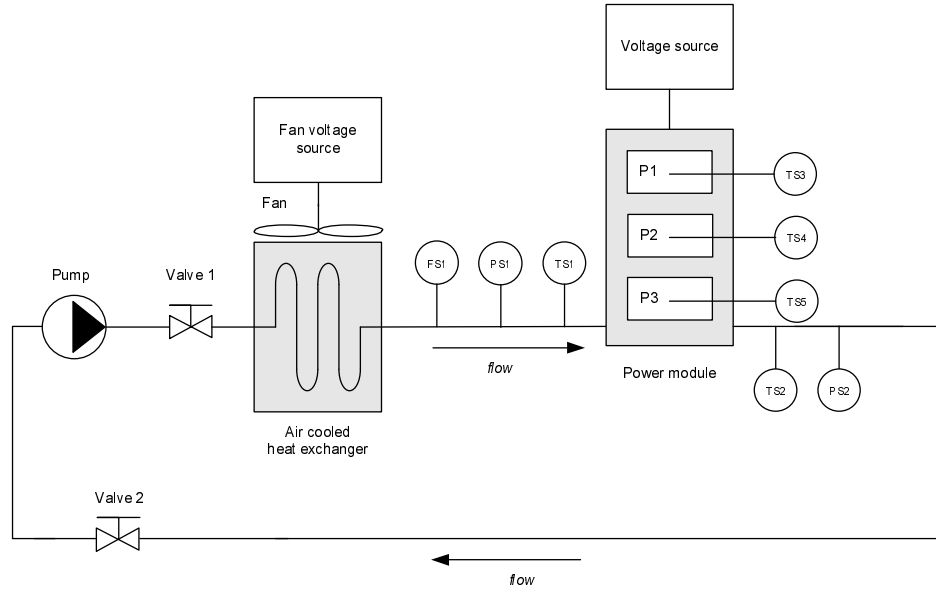 Voltage source
Fan voltage
source
Fan
P1
TS3
P2
TS4
P3
TS5
FS1
PS1
TS1
Pump
Valve 1
flow
Power module
TS2
PS2
Air cooled
heat exchanger
Valve 2
flow